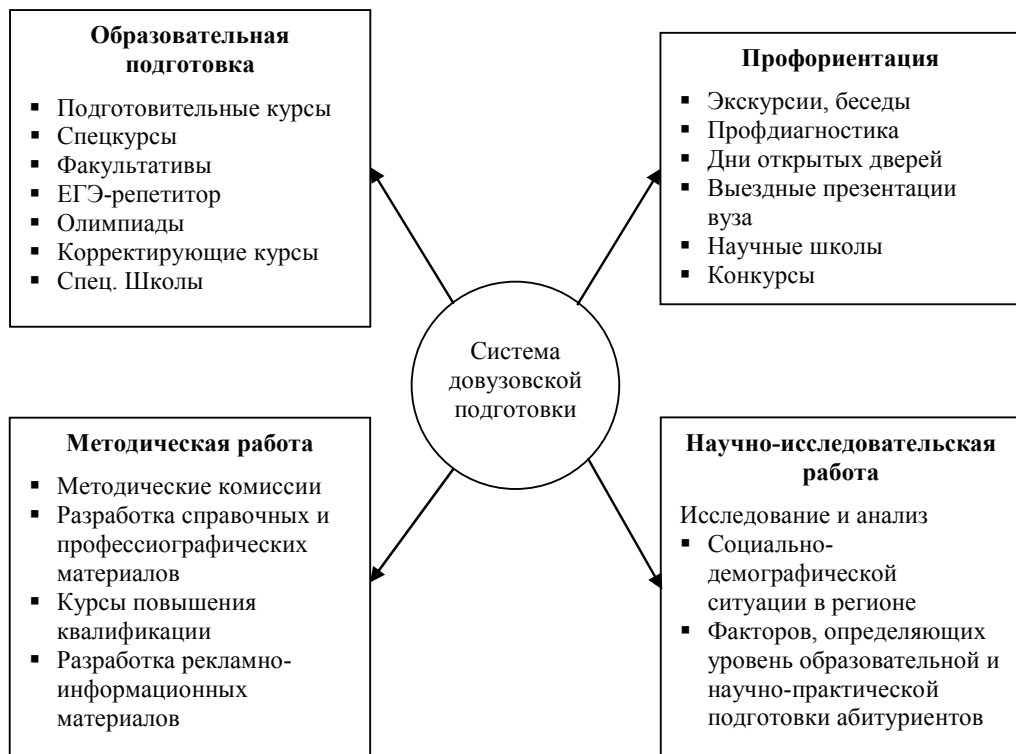 Образовательная
подготовка
▪ Подготовительные курсы
▪ Спецкурсы
▪ Факультативы
▪ ЕГЭ-репетитор
▪ Олимпиады
▪ Корректирующие курсы
▪ Спец. Школы
Профориентация
▪ Экскурсии, беседы
▪ Профдиагностика
▪ Дни открытых дверей
▪ Выездные презентации
вуза
▪ Научные школы
▪ Конкурсы
Система
довузовской
подготовки
Методическая работа
▪ Методические комиссии
▪ Разработка справочных и
профессиографических
материалов
▪ Курсы повышения
квалификации
▪ Разработка рекламно-
информационных
материалов
Научно-исследовательская
работа
Исследование и анализ
▪ Социально-
демографической
ситуации в регионе
▪ Факторов, определяющих
уровень образовательной и
научно-практической
подготовки абитуриентов